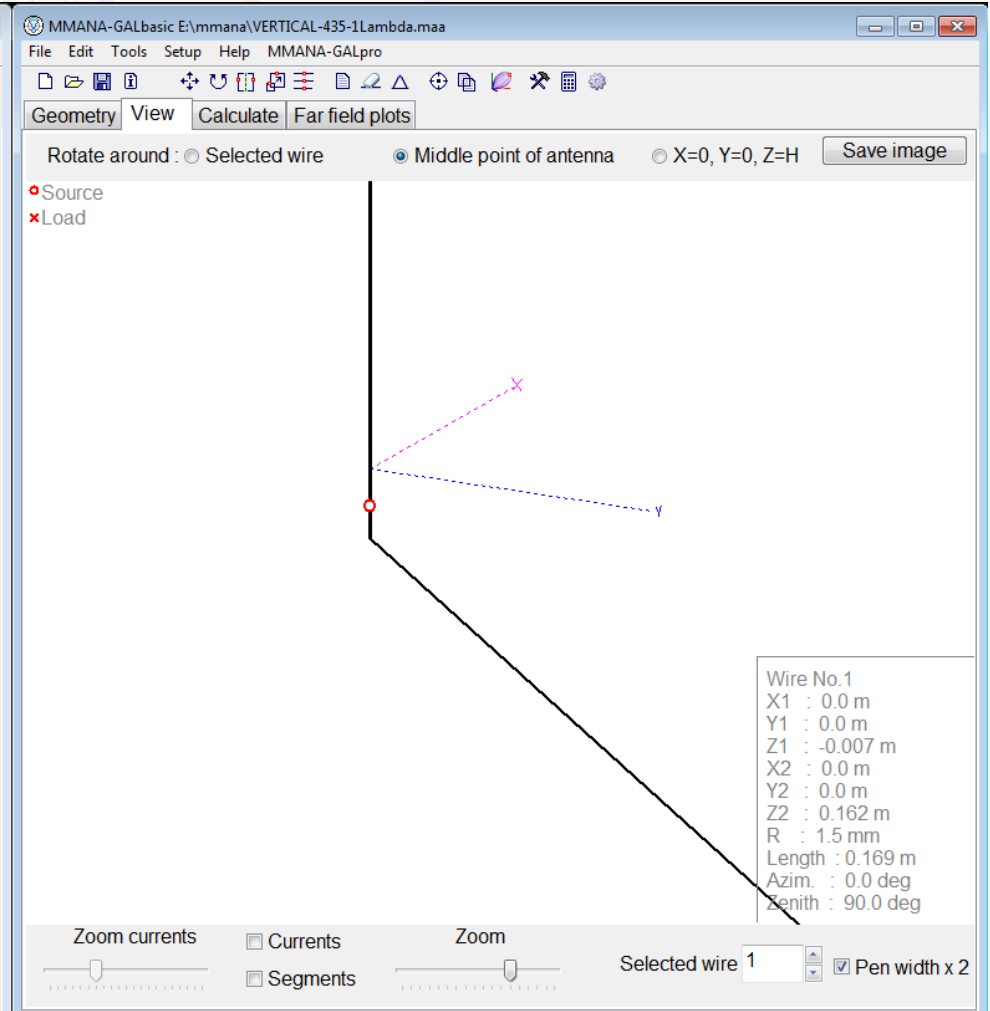 MMANA-GALbasic E:\mmana\VERTICAL-435-1Lambda.maa
File Edit Tools Setup Help MMANA-GALpro
Geometry View Calculate Far field plots
Rotate around : Selected wire Middle point of antenna X=0, Y=0, Z=H Save image
Source
Load
X
Y
Wire No.1
X1 : 0.0 m
Y1 : 0.0 m
Z1 : -0.007 m
X2 : 0.0 m
Y2 : 0.0 m
Z2 : 0.162 m
R : 1.5 mm
Length : 0.169 m
Azim. : 0.0 deg
Zenith : 90.0 deg
Zoom currents Currents Zoom
Segments
Selected wire 1 Pen width x 2